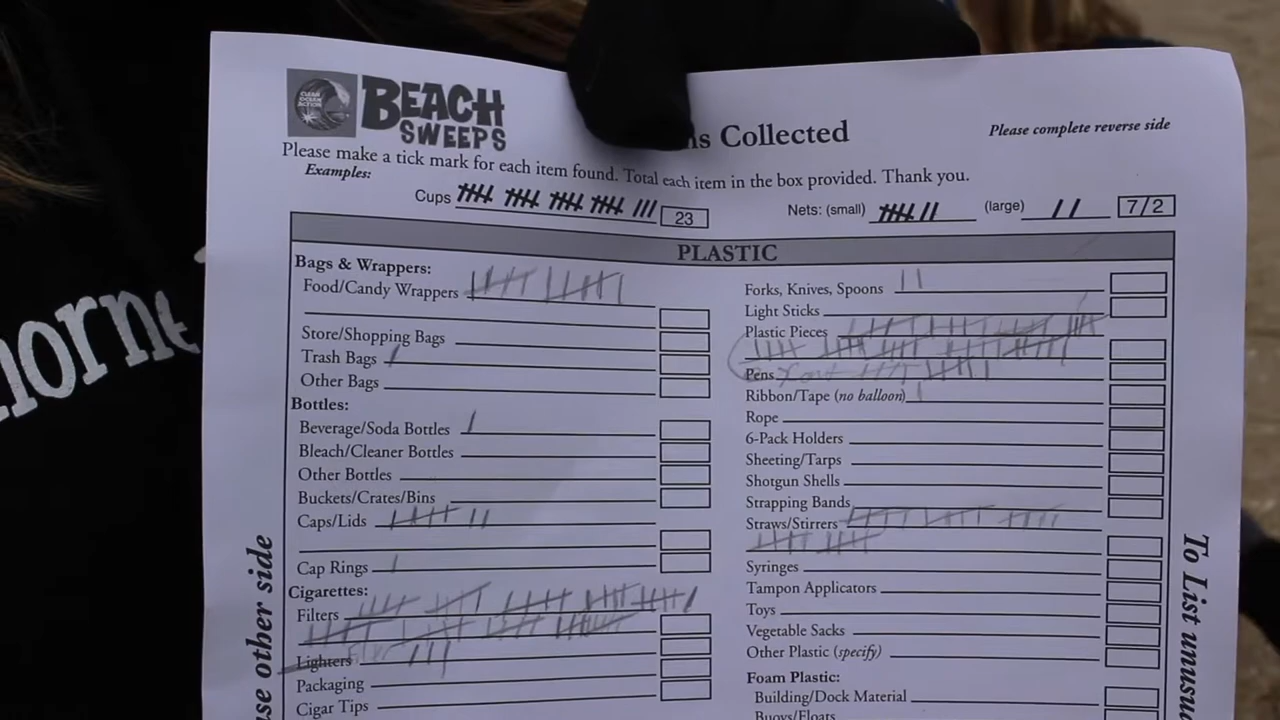 CLEAN OCEAN ACTION
BEACH SWEEPS
Collected
Please complete reverse side
Please make a tick mark for each item found. Total each item in the box provided. Thank you.
Examples:
Cups 23
Nets: (small) (large) 7/2
PLASTIC
Bags & Wrappers:
Food/Candy Wrappers
Store/Shopping Bags
Trash Bags
Other Bags
Bottles:
Beverage/Soda Bottles
Bleach/Cleaner Bottles
Other Bottles
Buckets/Crates/Bins
Caps/Lids
Cap Rings
Cigarettes:
Filters
Lighters
Packaging
Cigar Tips
Forks, Knives, Spoons
Light Sticks
Plastic Pieces
Pens
Ribbon/Tape (no balloon)
Rope
6-Pack Holders
Sheeting/Tarps
Shotgun Shells
Strapping Bands
Straws/Stirrers
Syringes
Tampon Applicators
Toys
Vegetable Sacks
Other Plastic (specify)
Foam Plastic:
Building/Dock Material
Buoys/Floats
other side
To List